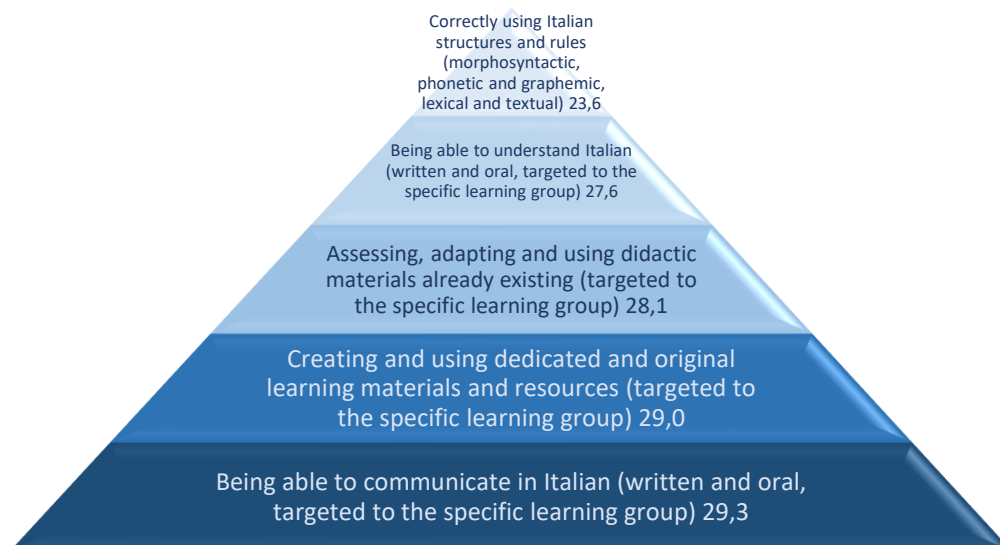 Correctly using Italian
structures and rules
(morphosyntactic,
phonetic and graphemic,
lexical and textual) 23,6
Being able to understand Italian
(written and oral, targeted to the
specific learning group) 27,6
Assessing, adapting and using didactic
materials already existing (targeted to
the specific learning group) 28,1
Creating and using dedicated and original
learning materials and resources (targeted to
the specific learning group) 29,0
Being able to communicate in Italian (written and oral,
targeted to the specific learning group) 29,3